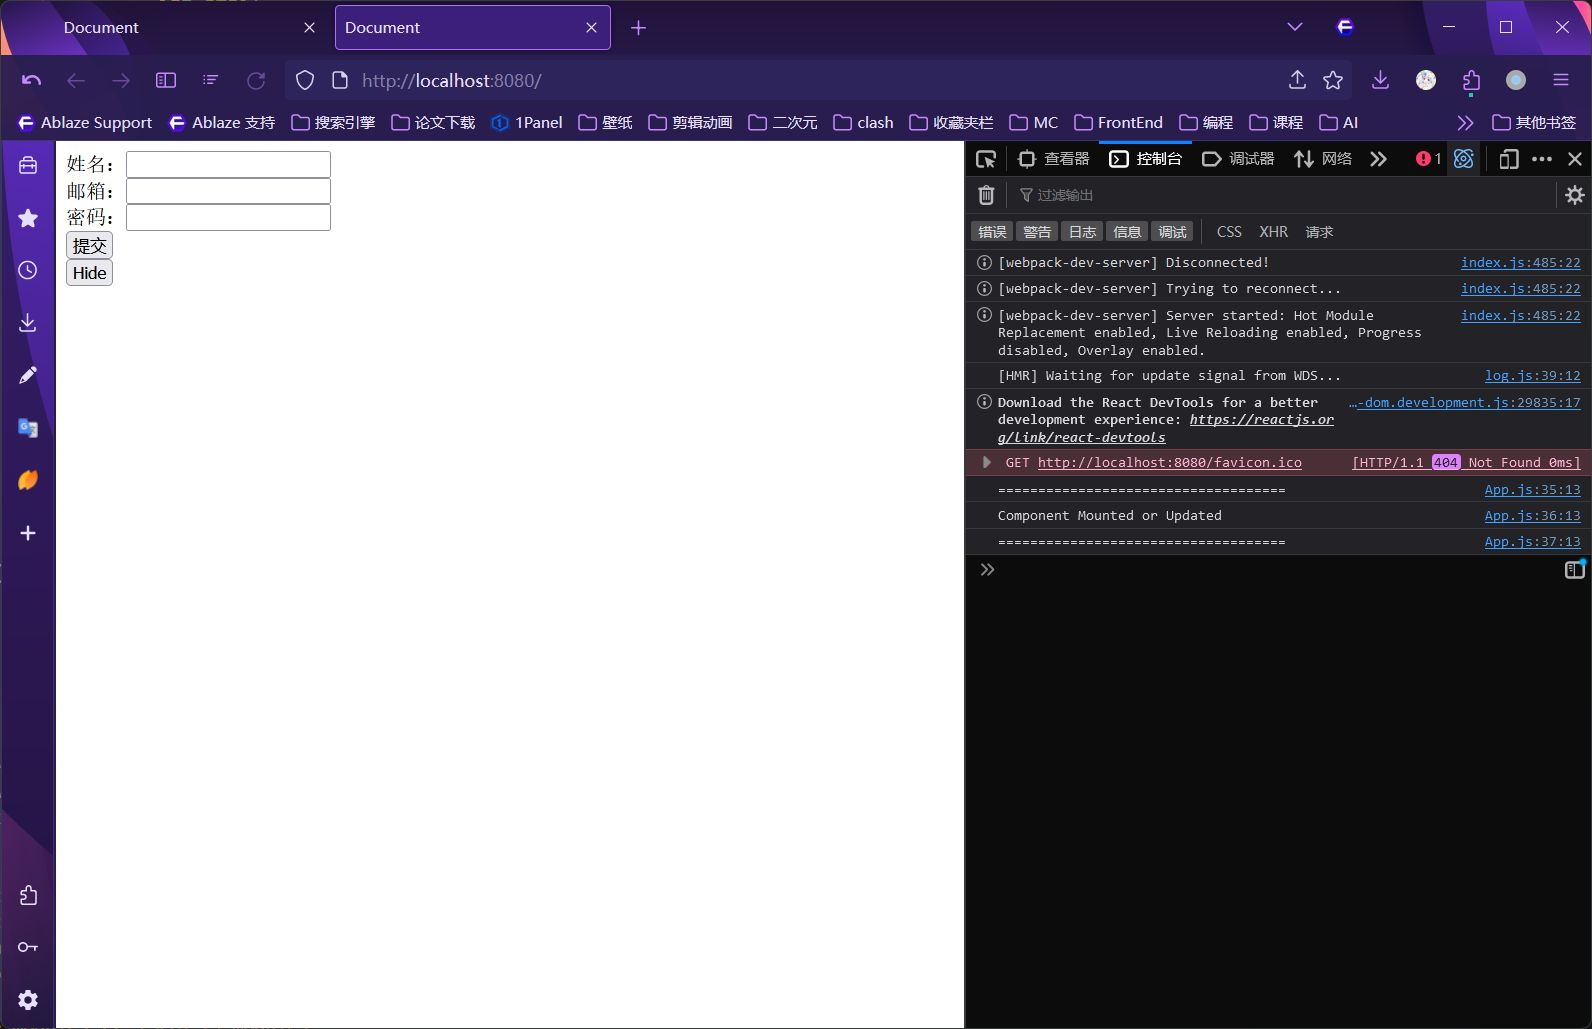 Document
Document
http://localhost:8080/
Ablaze Support
Ablaze 支持
搜索引擎
论文下载
1Panel
壁纸
剪辑动画
二次元
clash
收藏夹栏
MC
FrontEnd
编程
课程
AI
其他书签
姓名：
邮箱：
密码：
提交
Hide
查看器
控制台
调试器
网络
1
过滤输出
错误 警告 日志 信息 调试 CSS XHR 请求
[webpack-dev-server] Disconnected! index.js:485:22
[webpack-dev-server] Trying to reconnect... index.js:485:22
[webpack-dev-server] Server started: Hot Module index.js:485:22
Replacement enabled, Live Reloading enabled, Progress
disabled, Overlay enabled.
[HMR] Waiting for update signal from WDS... log.js:39:12
Download the React DevTools for a better …-dom.development.js:29835:17
development experience: https://reactjs.or
g/link/react-devtools
GET http://localhost:8080/favicon.ico [HTTP/1.1 404 Not Found 0ms]
==================================== App.js:35:13
Component Mounted or Updated App.js:36:13
==================================== App.js:37:13